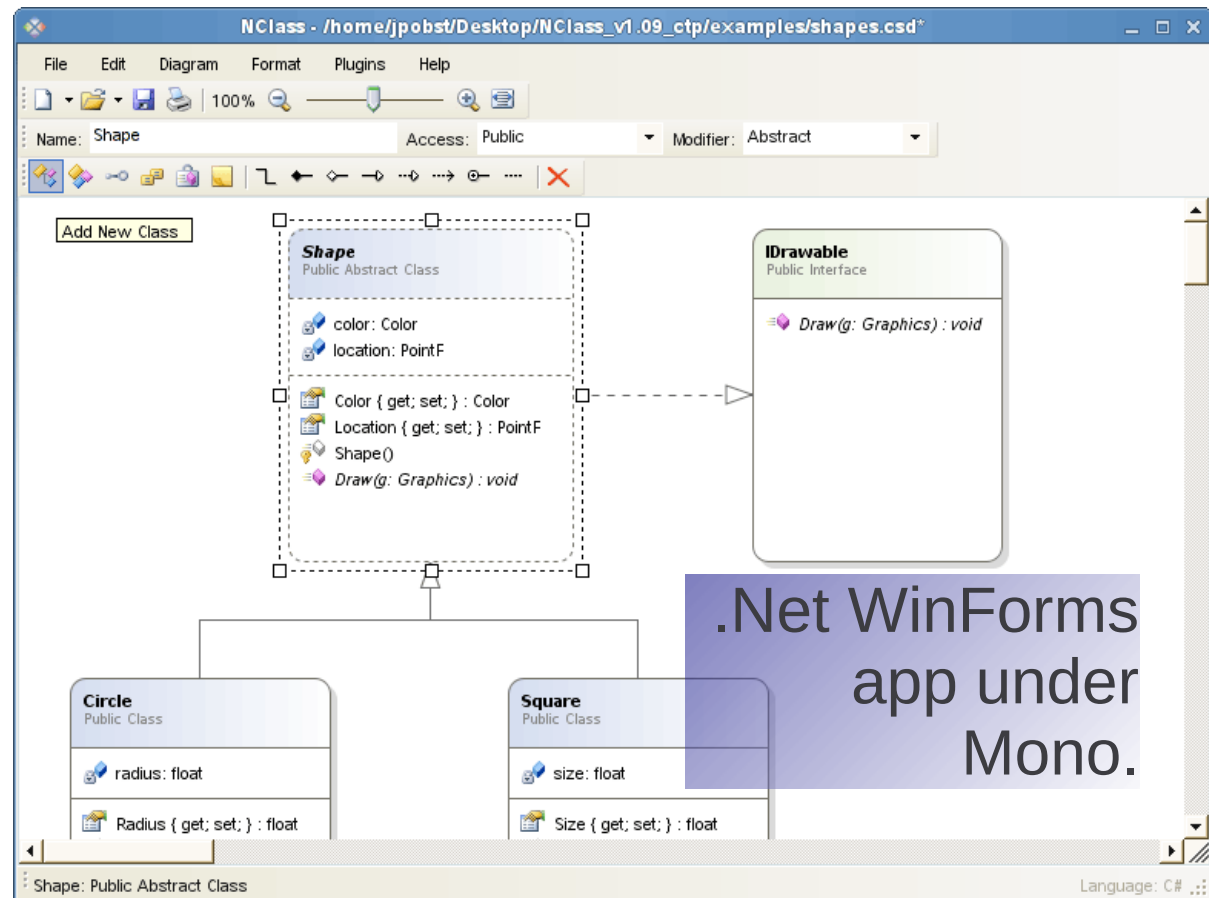 NClass - /home/jpobst/Desktop/NClass_v1.09_ctp/examples/shapes.csd*
File Edit Diagram Format Plugins Help
100%
Name: Shape Access: Public Modifier: Abstract
Add New Class
Shape
Public Abstract Class
color: Color
location: PointF
Color { get; set; } : Color
Location { get; set; } : PointF
Shape()
Draw(g: Graphics) : void
IDrawable
Public Interface
Draw(g: Graphics) : void
.Net WinForms
app under
Mono.
Circle
Public Class
radius: float
Radius { get; set; } : float
Square
Public Class
size: float
Size { get; set; } : float
Shape: Public Abstract Class
Language: C#